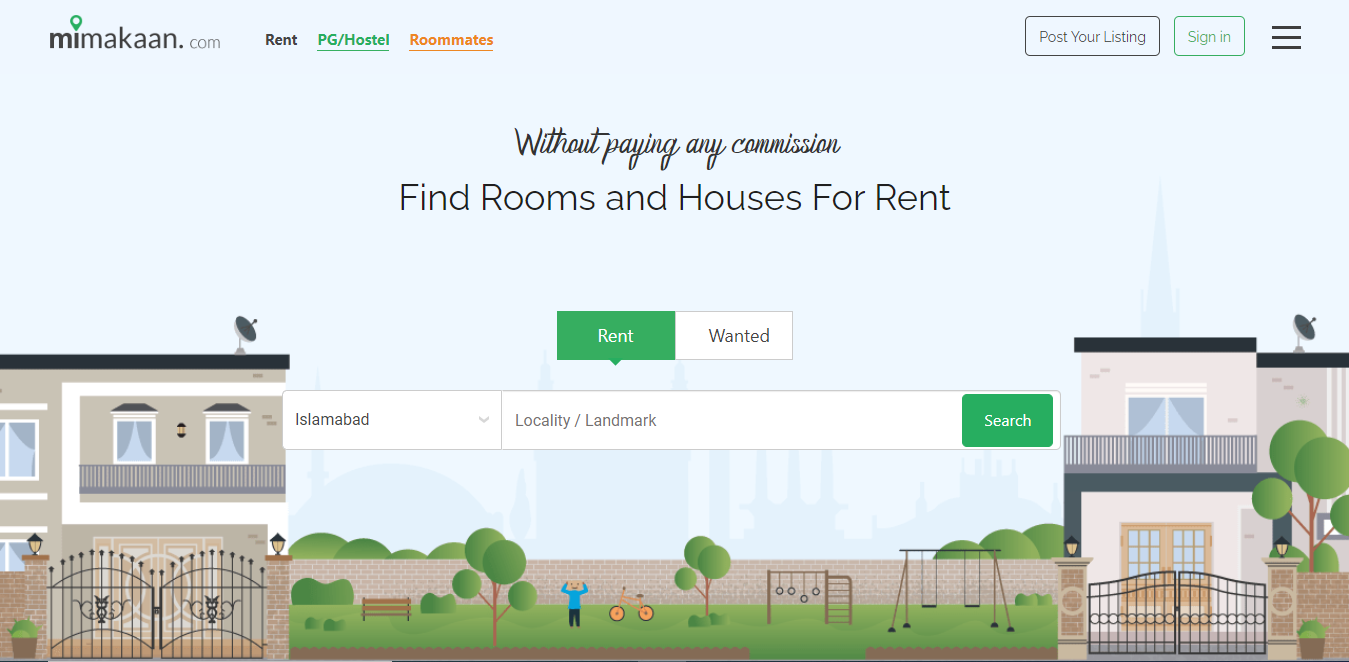 mimakaan. com
Rent PG/Hostel Roommates
Post Your Listing Sign in
Without paying any commission
Find Rooms and Houses For Rent
Rent Wanted
Islamabad Locality / Landmark Search